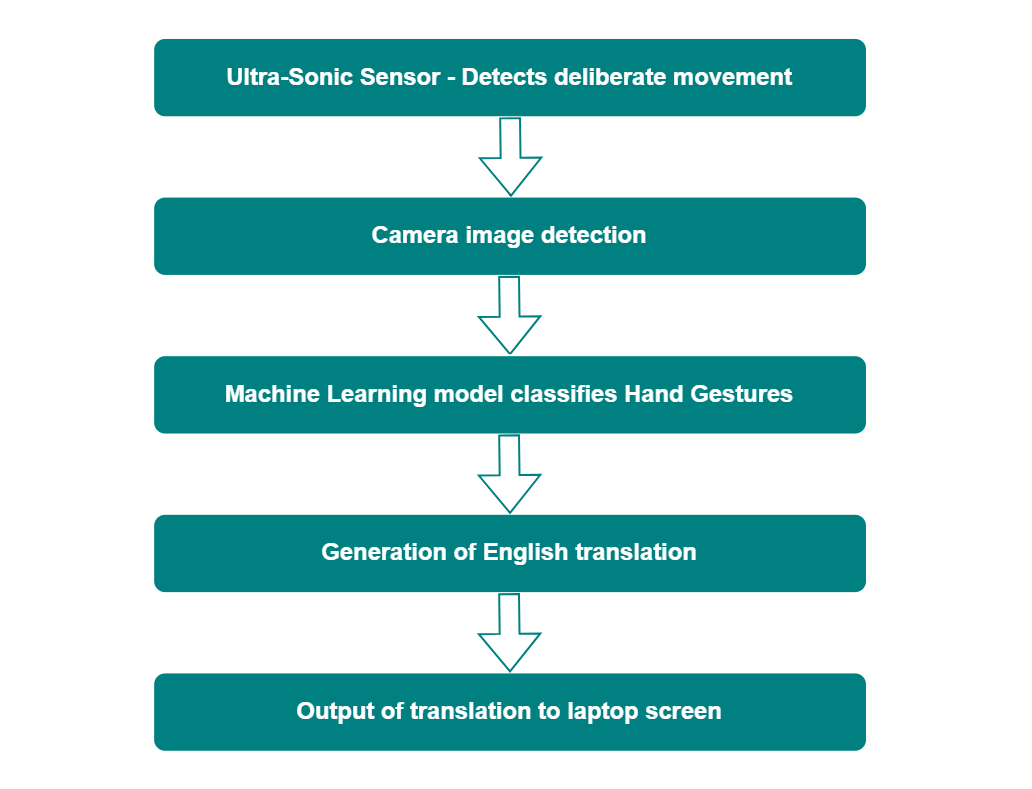 Ultra-Sonic Sensor - Detects deliberate movement
Camera image detection
Machine Learning model classifies Hand Gestures
Generation of English translation
Output of translation to laptop screen